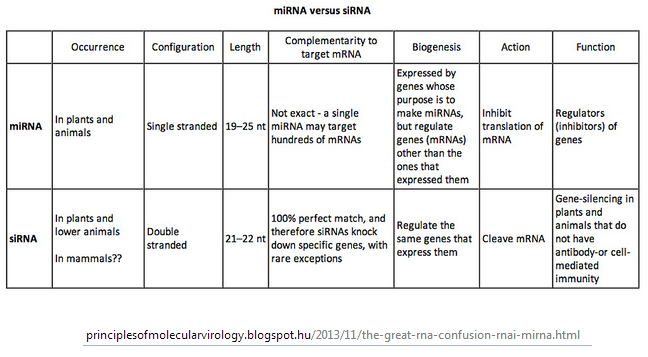 miRNA versus siRNA
Occurrence
Configuration
Length
Complementarity to
target mRNA
Biogenesis
Action
Function
miRNA
In plants and
animals
Single stranded
19–25 nt
Not exact - a single
miRNA may target
hundreds of mRNAs
Expressed by
genes whose
purpose is to
make miRNAs,
but regulate
genes (mRNAs)
other than the
ones that
expressed them
Inhibit
translation of
mRNA
Regulators
(inhibitors) of
genes
siRNA
In plants and
lower animals
In mammals??
Double
stranded
21–22 nt
100% perfect match, and
therefore siRNAs knock
down specific genes, with
rare exceptions
Regulate the
same genes that
express them
Cleave mRNA
Gene-silencing in
plants and
animals that do
not have
antibody-or cell-
mediated
immunity
principlesofmolecularvirology.blogspot.hu/2013/11/the-great-rna-confusion-rnai-mirna.html